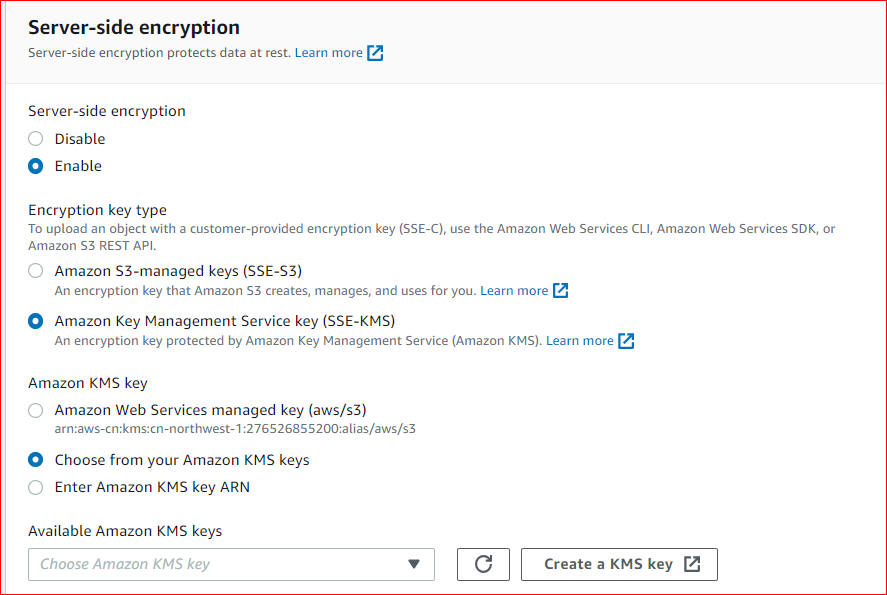 Server-side encryption
Server-side encryption protects data at rest. Learn more
Server-side encryption
Disable
Enable
Encryption key type
To upload an object with a customer-provided encryption key (SSE-C), use the Amazon Web Services CLI, Amazon Web Services SDK, or
Amazon S3 REST API.
Amazon S3-managed keys (SSE-S3)
An encryption key that Amazon S3 creates, manages, and uses for you. Learn more
Amazon Key Management Service key (SSE-KMS)
An encryption key protected by Amazon Key Management Service (Amazon KMS). Learn more
Amazon KMS key
Amazon Web Services managed key (aws/s3)
arn:aws-cn:kms:cn-northwest-1:276526855200:alias/aws/s3
Choose from your Amazon KMS keys
Enter Amazon KMS key ARN
Available Amazon KMS keys
Choose Amazon KMS key
Create a KMS key